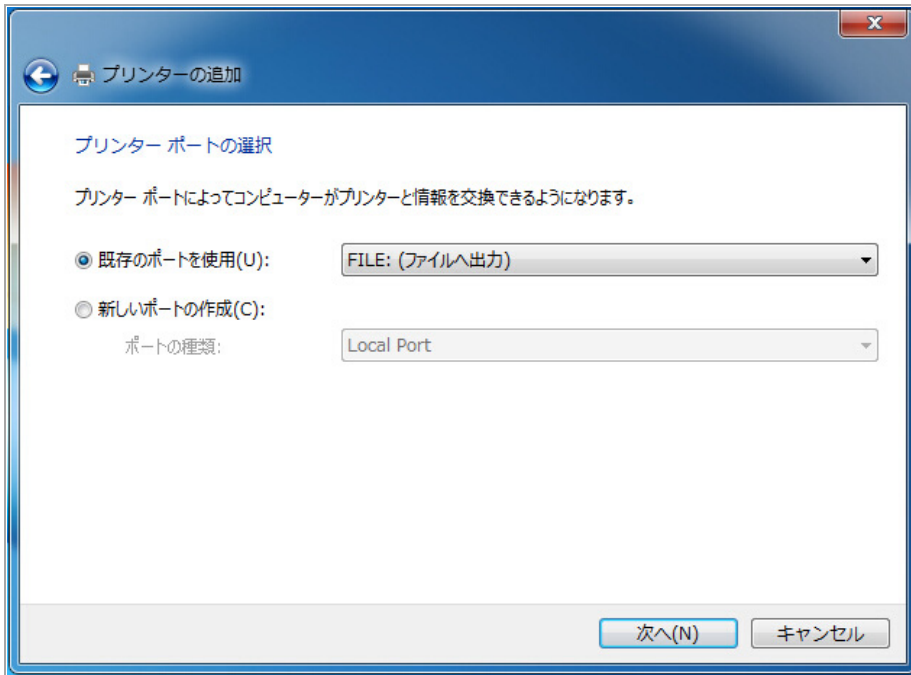 プリンターの追加
プリンター ポートの選択
プリンター ポートによってコンピューターがプリンターと情報を交換できるようになります。
既存のポートを使用(U): FILE: (ファイルへ出力)
新しいポートの作成(C):
ポートの種類: Local Port
次へ(N) キャンセル